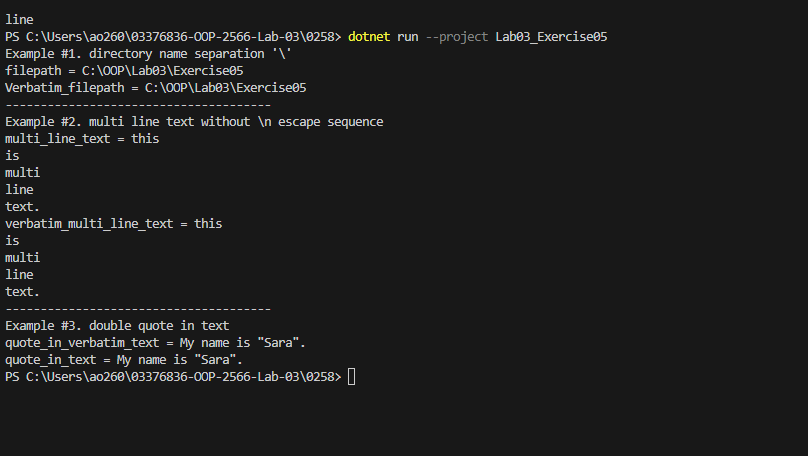 line
PS C:\Users\ao260\03376836-OOP-2566-Lab-03\0258> dotnet run --project Lab03_Exercise05
Example #1. directory name separation '\'
filepath = C:\OOP\Lab03\Exercise05
Verbatim_filepath = C:\OOP\Lab03\Exercise05
--------------------------------------
Example #2. multi line text without \n escape sequence
multi_line_text = this
is
multi
line
text.
verbatim_multi_line_text = this
is
multi
line
text.
--------------------------------------
Example #3. double quote in text
quote_in_verbatim_text = My name is "Sara".
quote_in_text = My name is "Sara".
PS C:\Users\ao260\03376836-OOP-2566-Lab-03\0258>